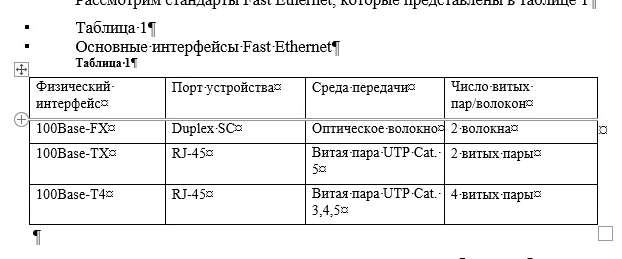 Рассмотрим стандарты Fast Ethernet, которые представлены в таблице 1
Таблица 1
Основные интерфейсы Fast Ethernet
Таблица 1
Физический интерфейс
Порт устройства
Среда передачи
Число витых пар/волокон
100Base-FX
Duplex SC
Оптическое волокно
2 волокна
100Base-TX
RJ-45
Витая пара UTP Cat. 5
2 витых пары
100Base-T4
RJ-45
Витая пара UTP Cat. 3,4,5
4 витых пары